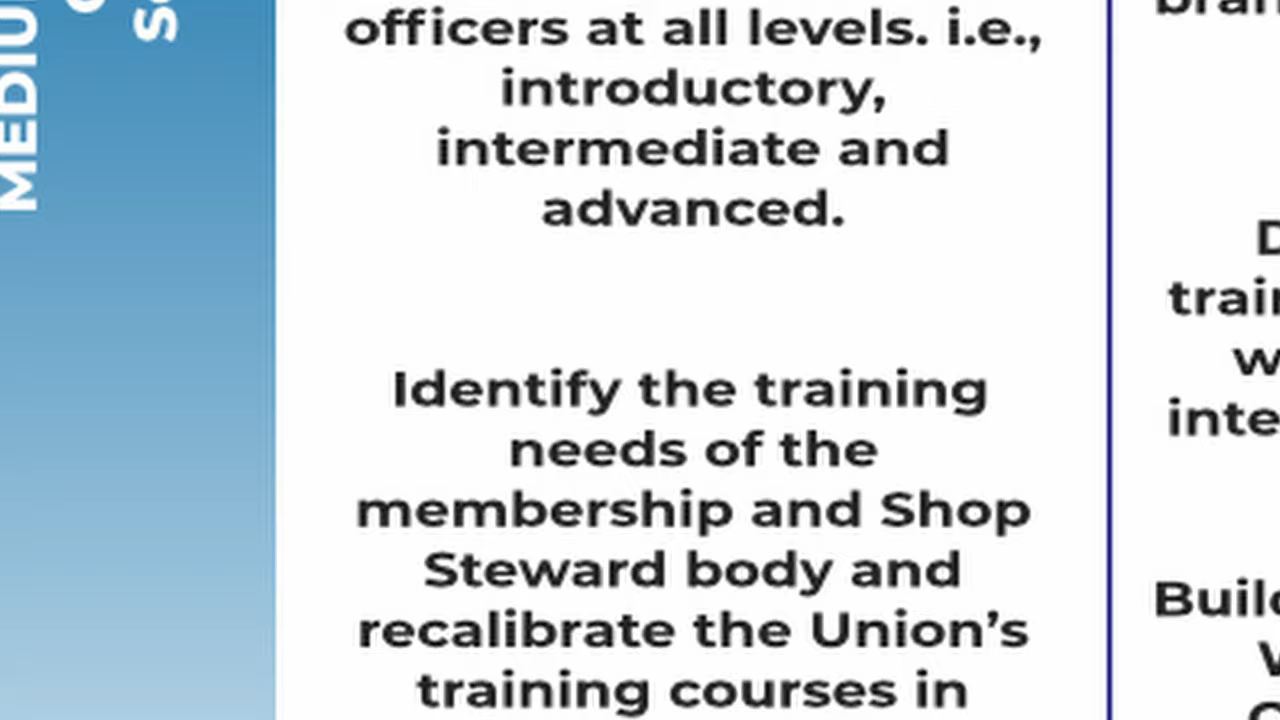 officers at all levels. i.e.,
introductory,
intermediate and
advanced.
Identify the training
needs of the
membership and Shop
Steward body and
recalibrate the Union’s
training courses in